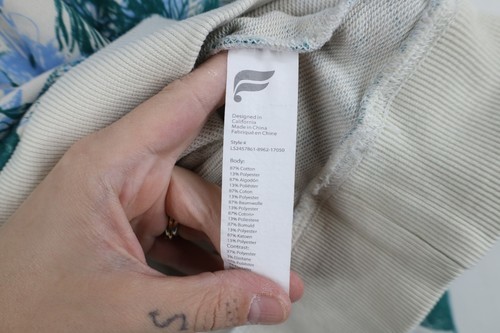 Designed in
California
Made in China
Fabriqué en Chine
Style #
Body:
87% Cotton
13% Polyester
87% Algodón
13% Poliéster
87% Coton
13% Polyester
87% Baumwolle
13% Polyester
87% Cotone
13% Poliestere
87% Bomuld
13% Polyester
Contrast: